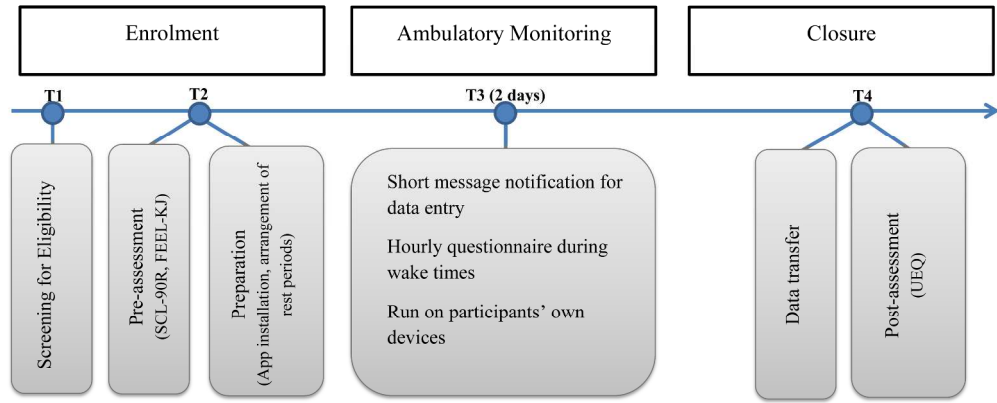 Enrolment
Ambulatory Monitoring
Closure
T1
T2
T3 (2 days)
T4
Screening for Eligibility
Pre-assessment
(SCL-90R, FEEL-KJ)
Preparation
(App installation, arrangement of
rest periods)
Short message notification for
data entry
Hourly questionnaire during
wake times
Run on participants’ own
devices
Data transfer
Post-assessment
(UEQ)